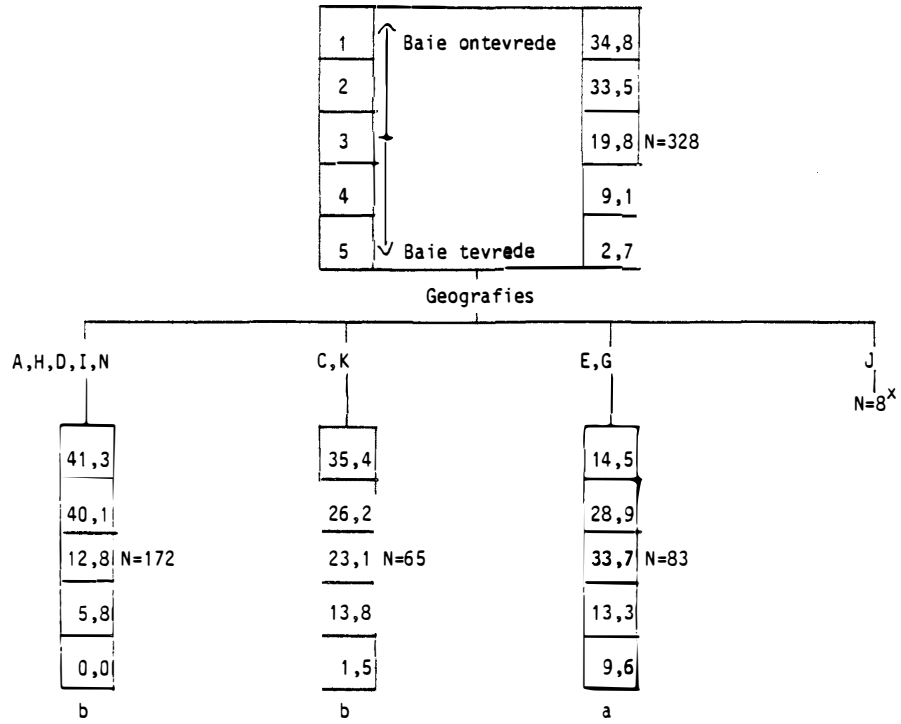 1 Baie ontevrede 34,8
2 33,5
3 19,8 N=328
4 9,1
5 Baie tevrede 2,7
Geografies
A,H,D,I,N C,K E,G J
N=8x
41,3 35,4 14,5
40,1 26,2 28,9
12,8 N=172 23,1 N=65 33,7 N=83
5,8 13,8 13,3
0,0 1,5 9,6
b b a